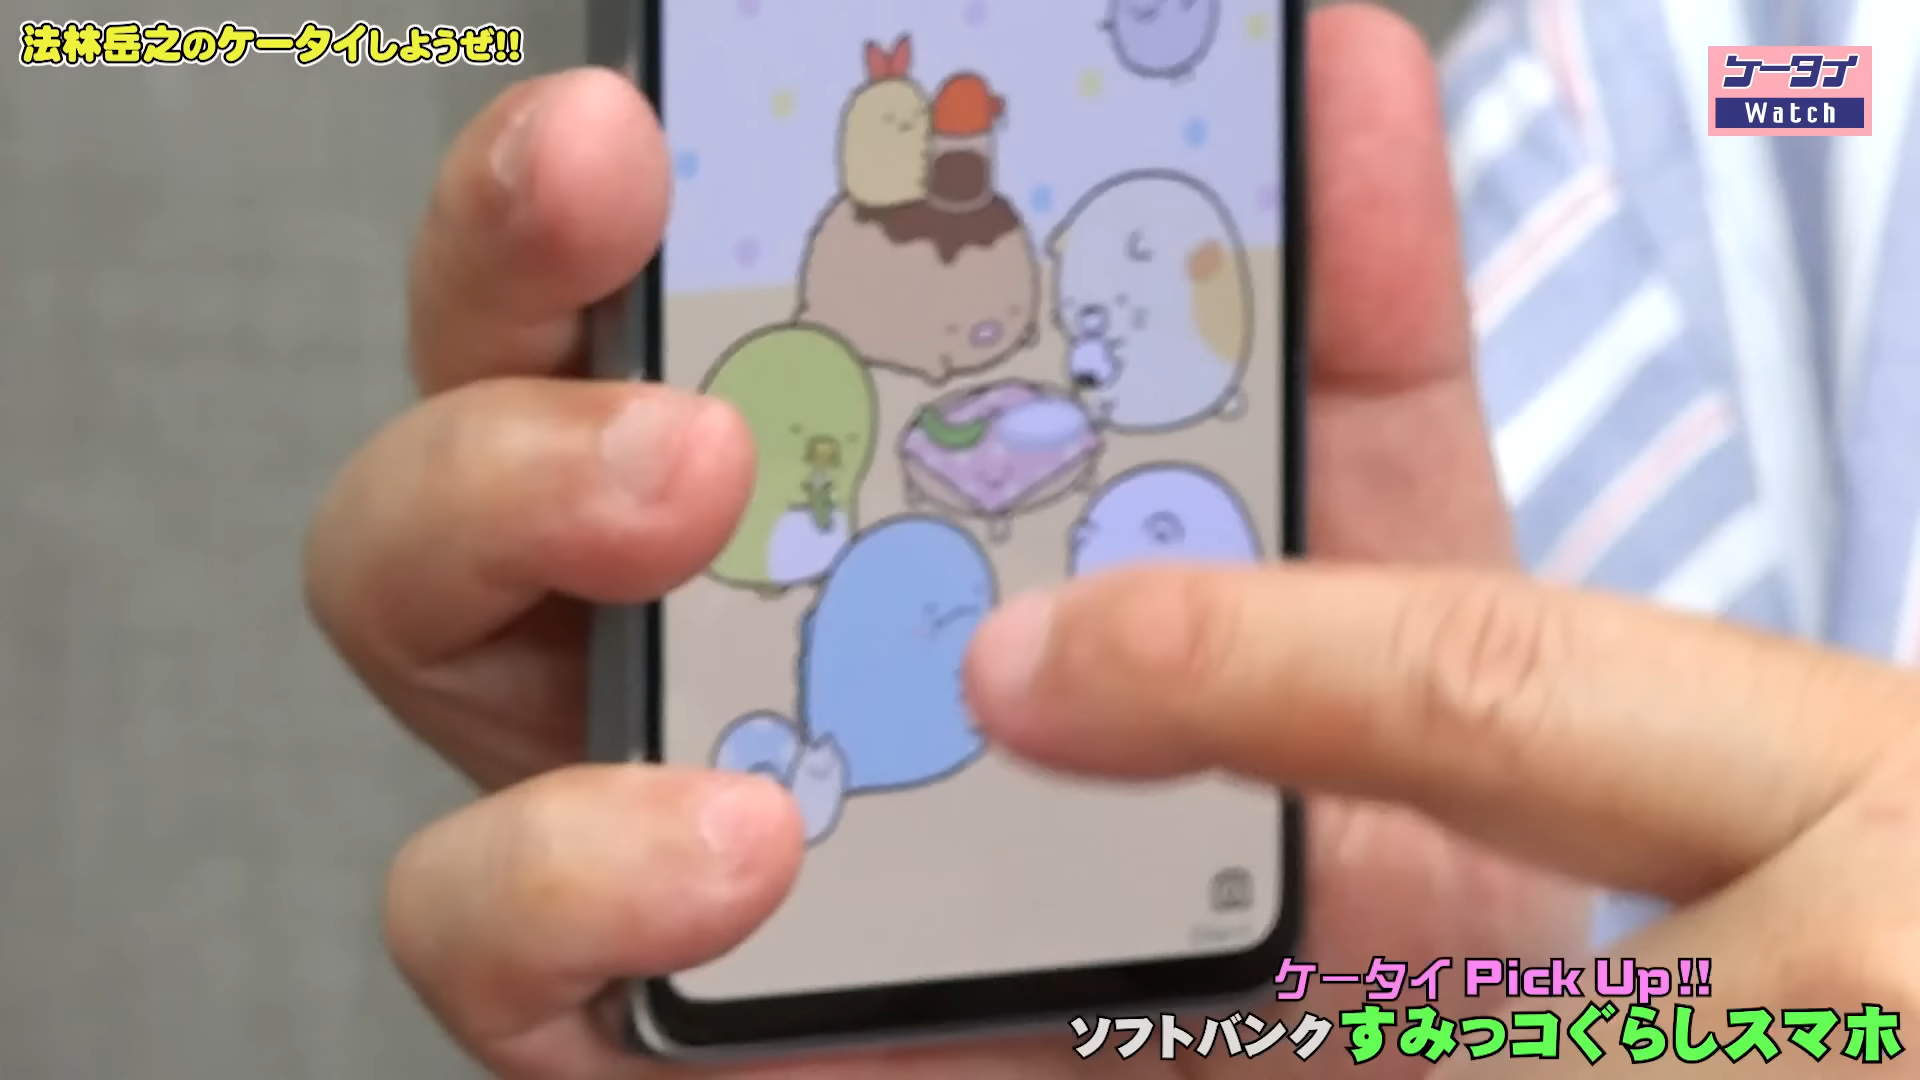 法林岳之のケータイしようぜ!!
ケータイ
Watch
ケータイ Pick Up!!
ソフトバンクすみっコぐらしスマホ